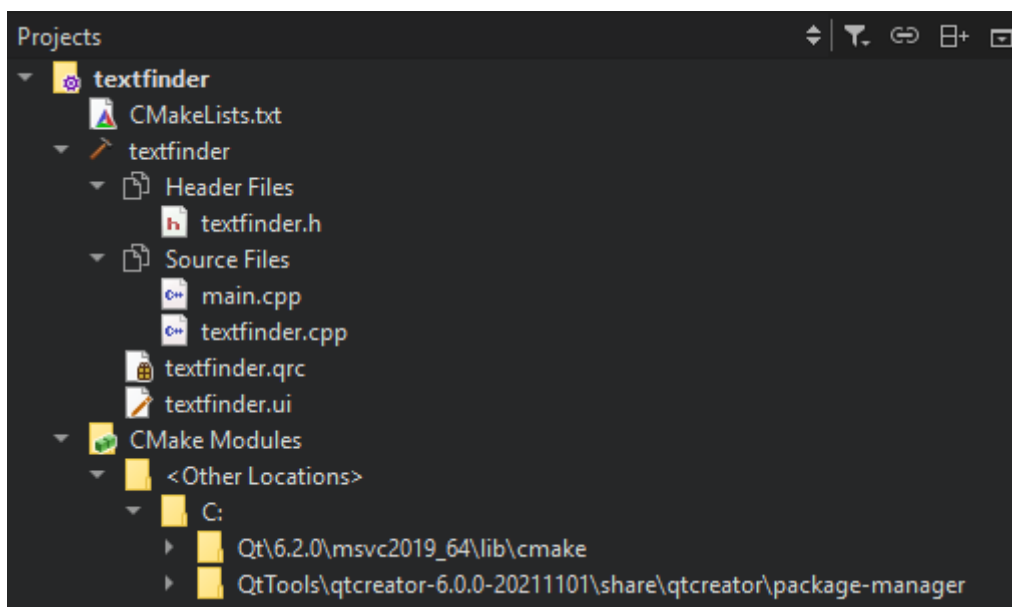 Projects
textfinder
CMakeLists.txt
textfinder
Header Files
textfinder.h
Source Files
main.cpp
textfinder.cpp
textfinder.qrc
textfinder.ui
CMake Modules
<Other Locations>
C:
Qt\6.2.0\msvc2019_64\lib\cmake
QtTools\qtcreator-6.0.0-20211101\share\qtcreator\package-manager